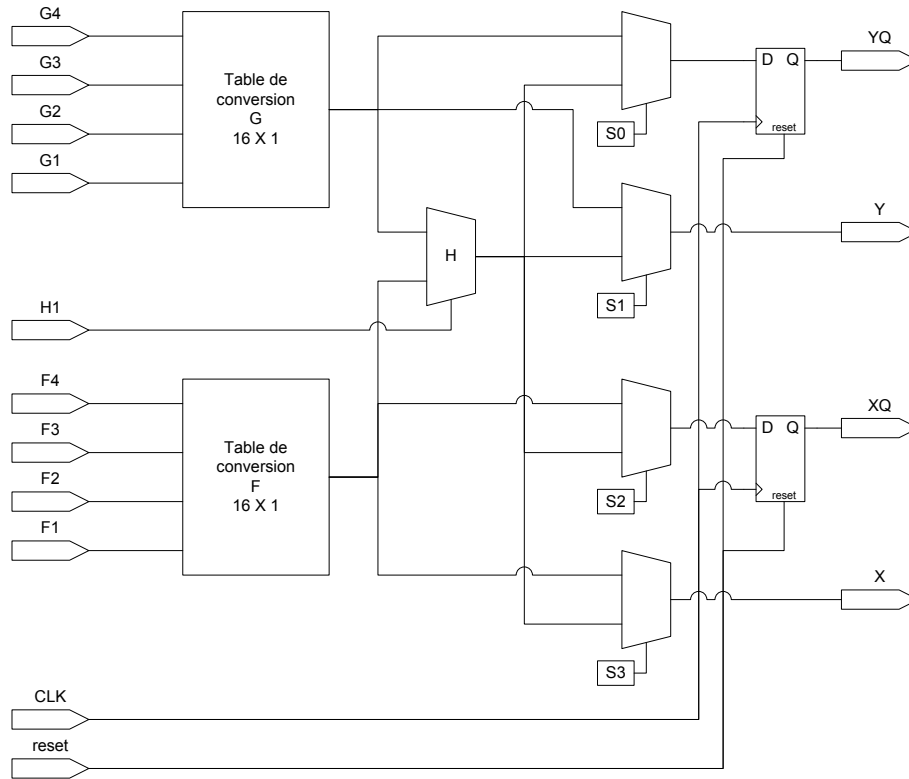 G4
G3
G2
G1
Table de
conversion
G
16 X 1
S0
D Q
reset
YQ
H
S1
Y
H1
F4
F3
F2
F1
Table de
conversion
F
16 X 1
S2
D Q
reset
XQ
S3
X
CLK
reset